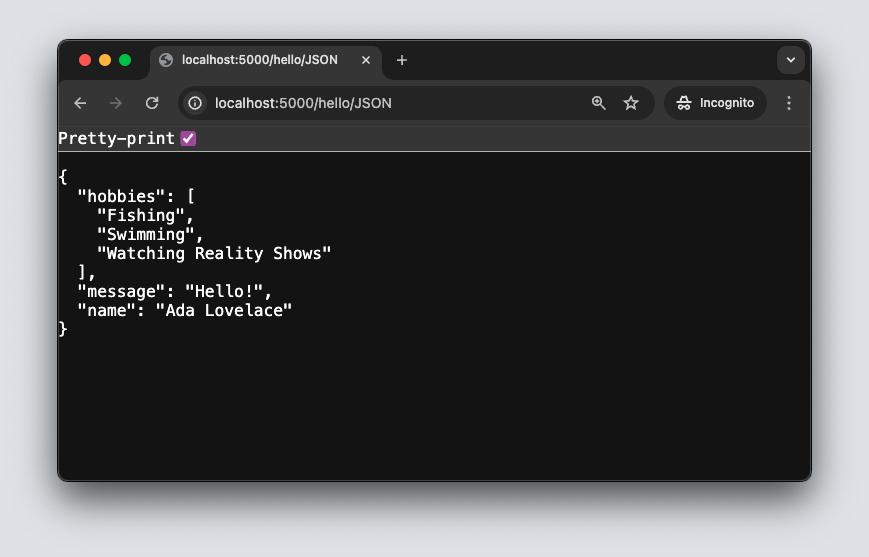 localhost:5000/hello/JSON
localhost:5000/hello/JSON
Incognito
Pretty-print
{
  "hobbies": [
    "Fishing",
    "Swimming",
    "Watching Reality Shows"
  ],
  "message": "Hello!",
  "name": "Ada Lovelace"
}